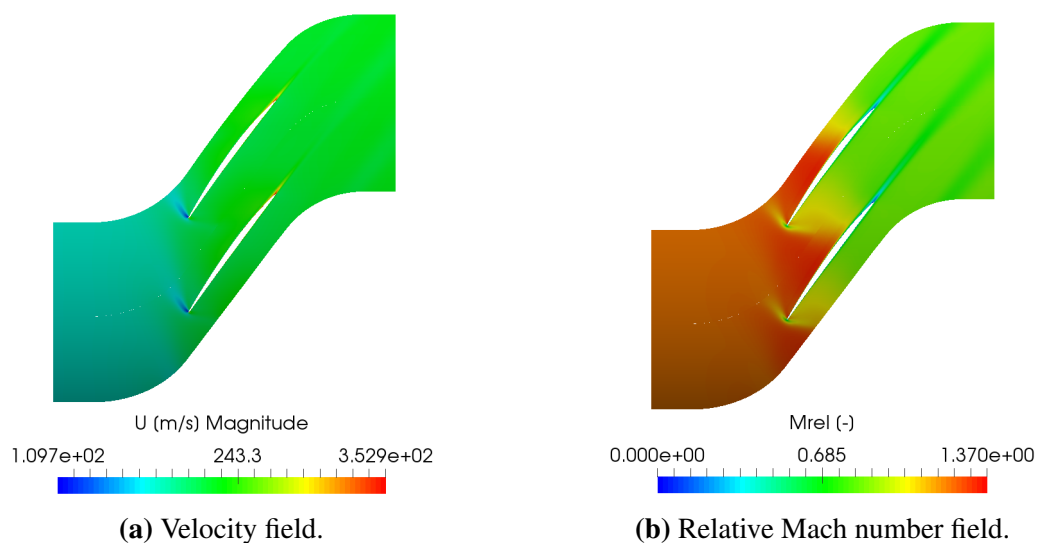 U (m/s) Magnitude
1.097e+02 243.3 3.529e+02
(a) Velocity field.
Mrel (-)
0.000e+00 0.685 1.370e+00
(b) Relative Mach number field.